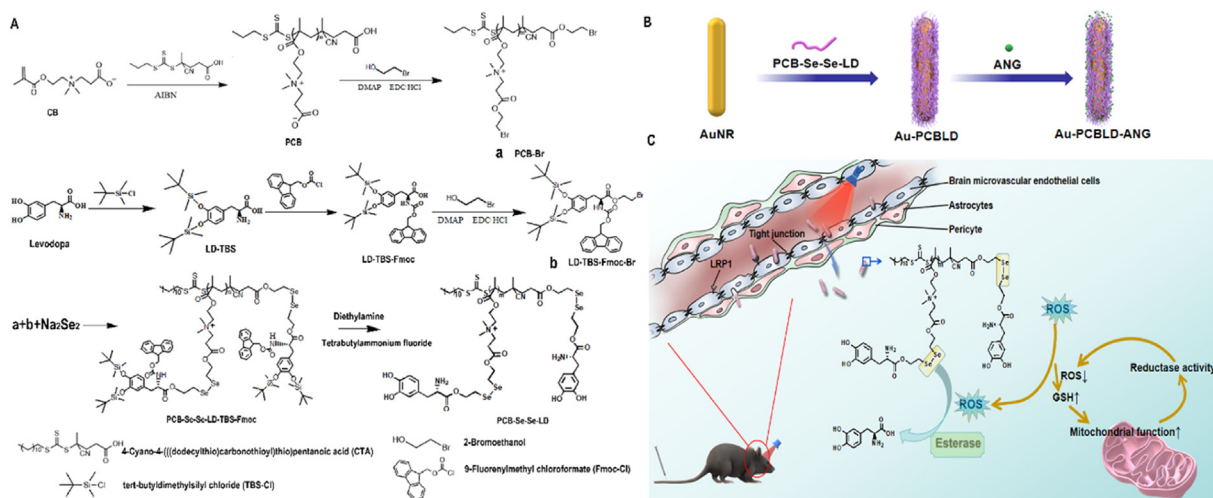 A
AIBN
CB
PCB
DMAP EDC·HCl
a
PCB-Br
Levodopa
LD-TBS
LD-TBS-Fmoc
DMAP EDC·HCl
LD-TBS-Fmoc-Br
b
a+b+Na₂Se₂
PCB-Se-Se-LD-TBS-Fmoc
Diethylamine
Tetrabutylammonium fluoride
PCB-Se-Se-LD
4-Cyano-4-(((dodecylthio)carbonothioyl)thio)pentanoic acid (CTA)
2-Bromoethanol
tert-butyldimethylsilyl chloride (TBS-Cl)
9-Fluorenylmethyl chloroformate (Fmoc-Cl)
B
PCB-Se-Se-LD
ANG
AuNR
Au-PCBLD
Au-PCBLD-ANG
C
Brain microvascular endothelial cells
Astrocytes
Pericyte
Tight junction
LRP1
ROS
ROS↓
GSH↑
Reductase activity
ROS
Mitochondrial function↑
Esterase